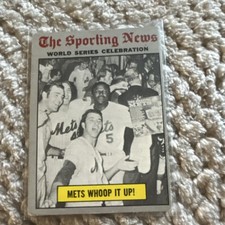 The Sporting News
WORLD SERIES CELEBRATION
Mets
5
METS WHOOP IT UP!